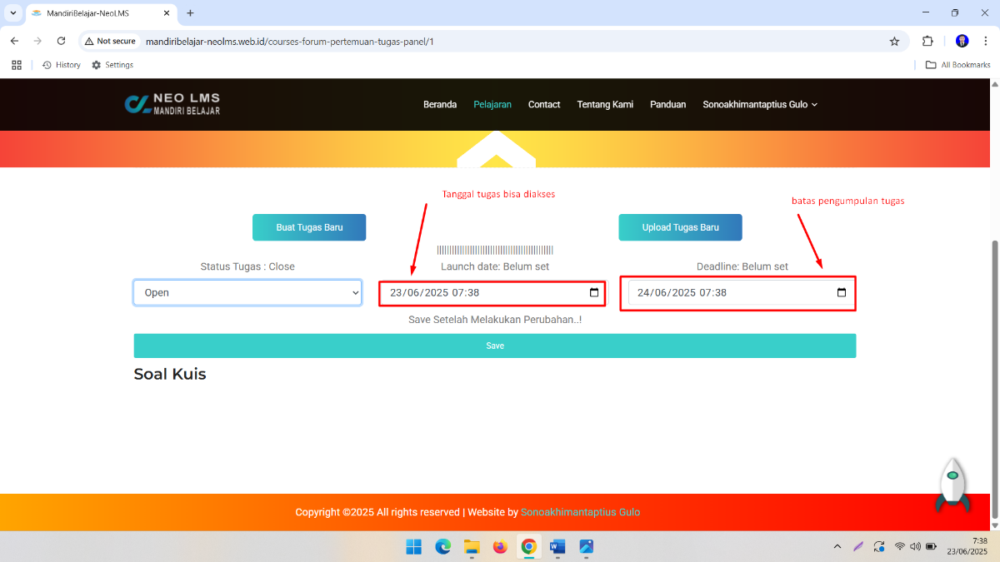 MandiriBelajar-NeoLMS
Not secure
mandiribelajar-neolms.web.id/courses-forum-pertemuan-tugas-panel/1
History
Settings
All Bookmarks
NEO LMS
MANDIRI BELAJAR
Beranda
Pelajaran
Contact
Tentang Kami
Panduan
Sonoakhimantaptius Gulo
Tanggal tugas bisa diakses
batas pengumpulan tugas
Buat Tugas Baru
Upload Tugas Baru
||||||||||||||||||||||||||||||||||||||||||||||
Status Tugas : Close
Launch date: Belum set
Deadline: Belum set
Open
23/06/2025 07:38
24/06/2025 07:38
Save Setelah Melakukan Perubahan..!
Save
Soal Kuis
Copyright ©2025 All rights reserved | Website by Sonoakhimantaptius Gulo
7:38
23/06/2025